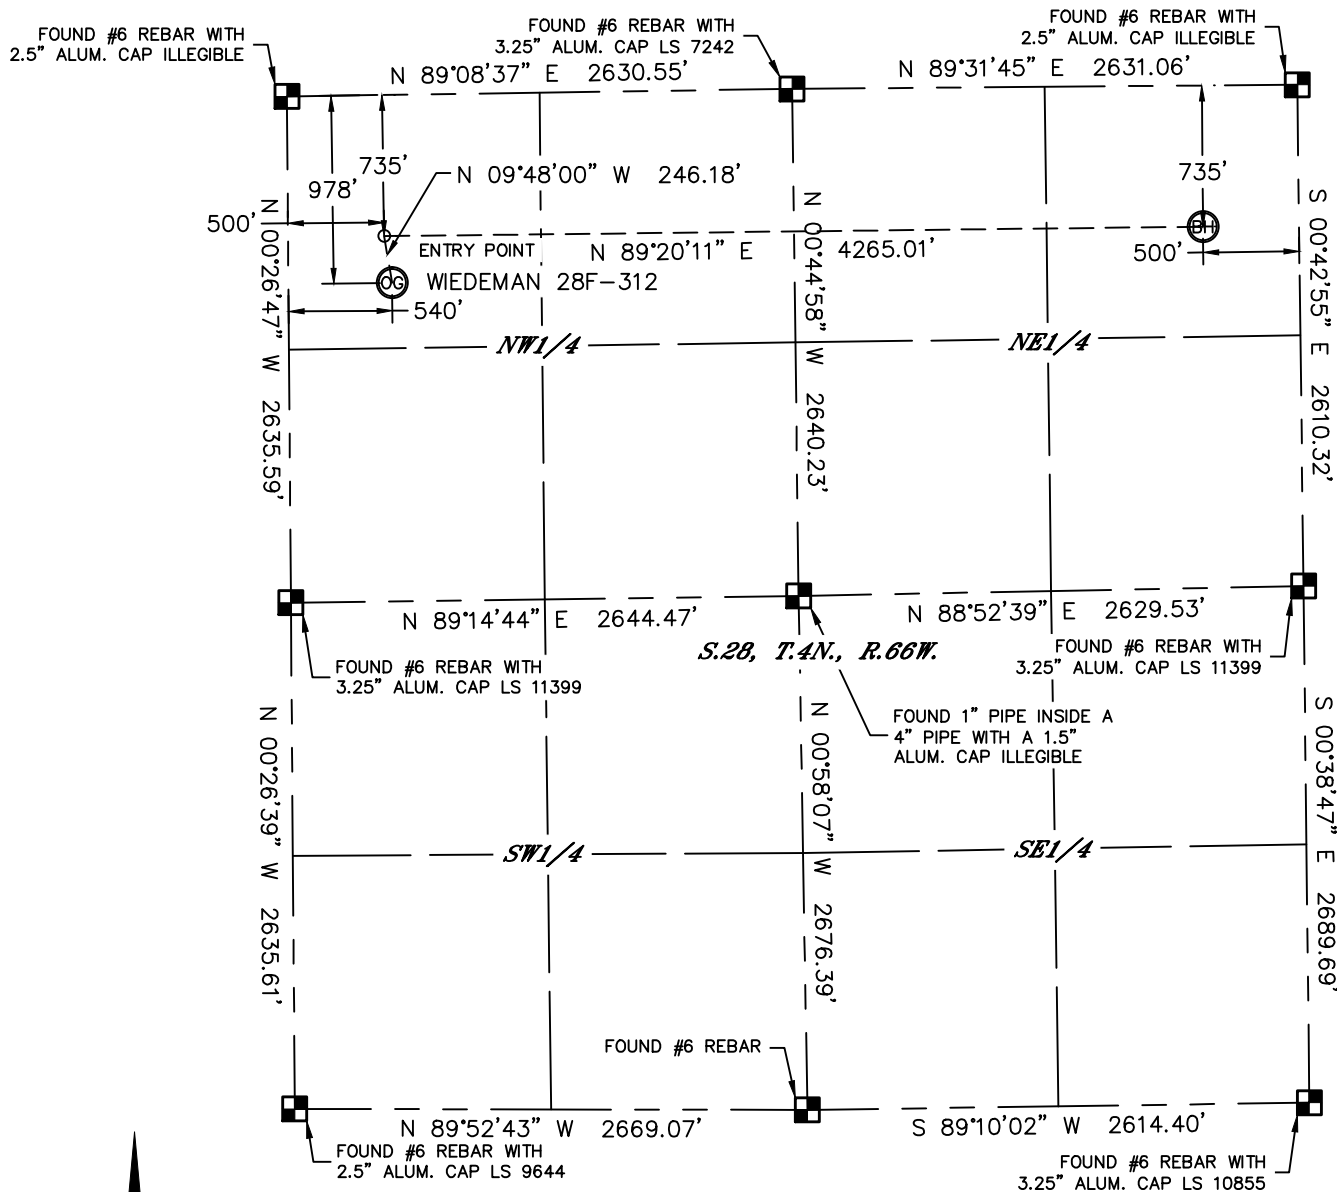 FOUND #6 REBAR WITH
2.5" ALUM. CAP ILLEGIBLE
FOUND #6 REBAR WITH
3.25" ALUM. CAP LS 7242
FOUND #6 REBAR WITH
2.5" ALUM. CAP ILLEGIBLE
N 89°08'37" E 2630.55'
N 89°31'45" E 2631.06'
735'
978'
N 09°48'00" W 246.18'
735'
500'
ENTRY POINT
N 89°20'11" E 4265.01'
BH
500'
OG
WIEDEMAN 28F-312
540'
N 00°26'47" W 2635.59'
N 00°44'58" W 2640.23'
S 00°42'55" E 2610.32'
NW1/4
NE1/4
N 89°14'44" E 2644.47'
N 88°52'39" E 2629.53'
S.28, T.4N., R.66W.
FOUND #6 REBAR WITH
3.25" ALUM. CAP LS 11399
FOUND #6 REBAR WITH
3.25" ALUM. CAP LS 11399
FOUND 1" PIPE INSIDE A
4" PIPE WITH A 1.5"
ALUM. CAP ILLEGIBLE
N 00°26'39" W 2635.61'
N 00°58'07" W 2676.39'
S 00°38'47" E 2689.69'
SW1/4
SE1/4
FOUND #6 REBAR
N 89°52'43" W 2669.07'
S 89°10'02" W 2614.40'
FOUND #6 REBAR WITH
2.5" ALUM. CAP LS 9644
FOUND #6 REBAR WITH
3.25" ALUM. CAP LS 10855